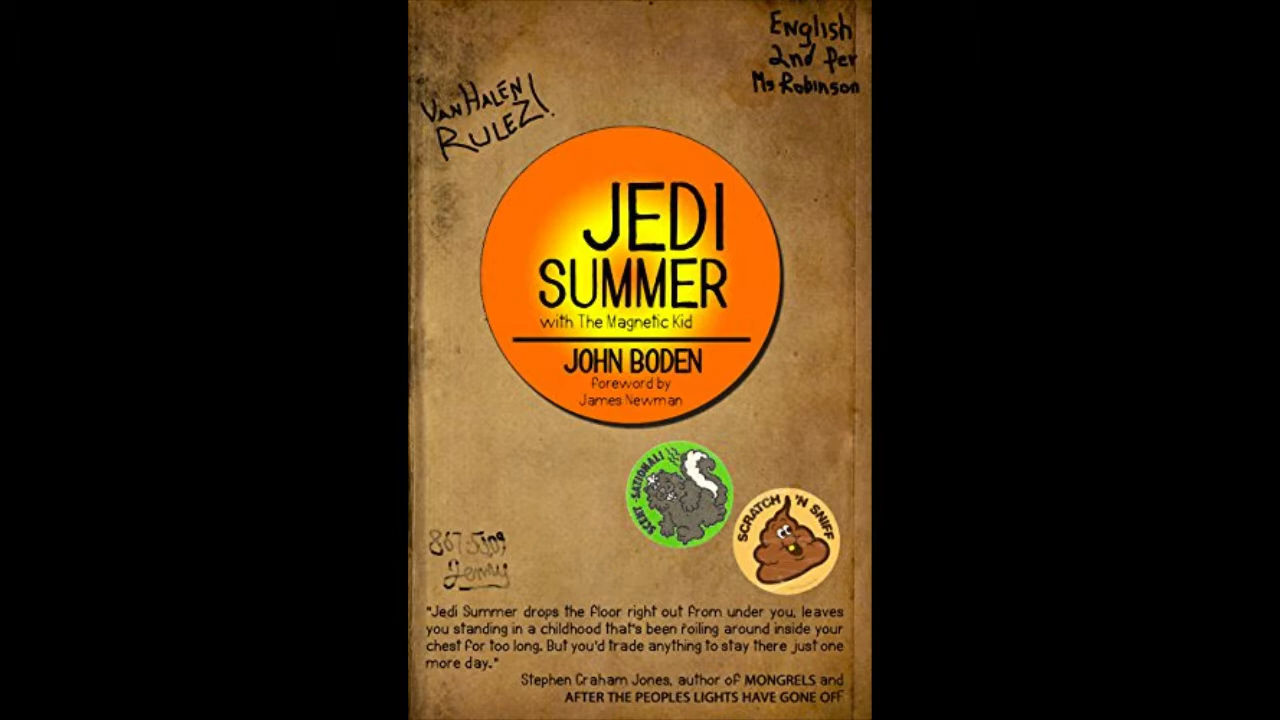 English
2nd Per
Ms Robinson
VanHalen
RULEZ!
JEDI
SUMMER
with The Magnetic Kid
JOHN BODEN
foreword by
James Newman
SCENT-SATIONAL!
SCRATCH 'N SNIFF
867-5309
Jenny
"Jedi Summer drops the floor right out from under you, leaves
you standing in a childhood that's been roiling around inside your
chest for too long. But you'd trade anything to stay there just one
more day."
Stephen Graham Jones, author of MONGRELS and
AFTER THE PEOPLES LIGHTS HAVE GONE OFF